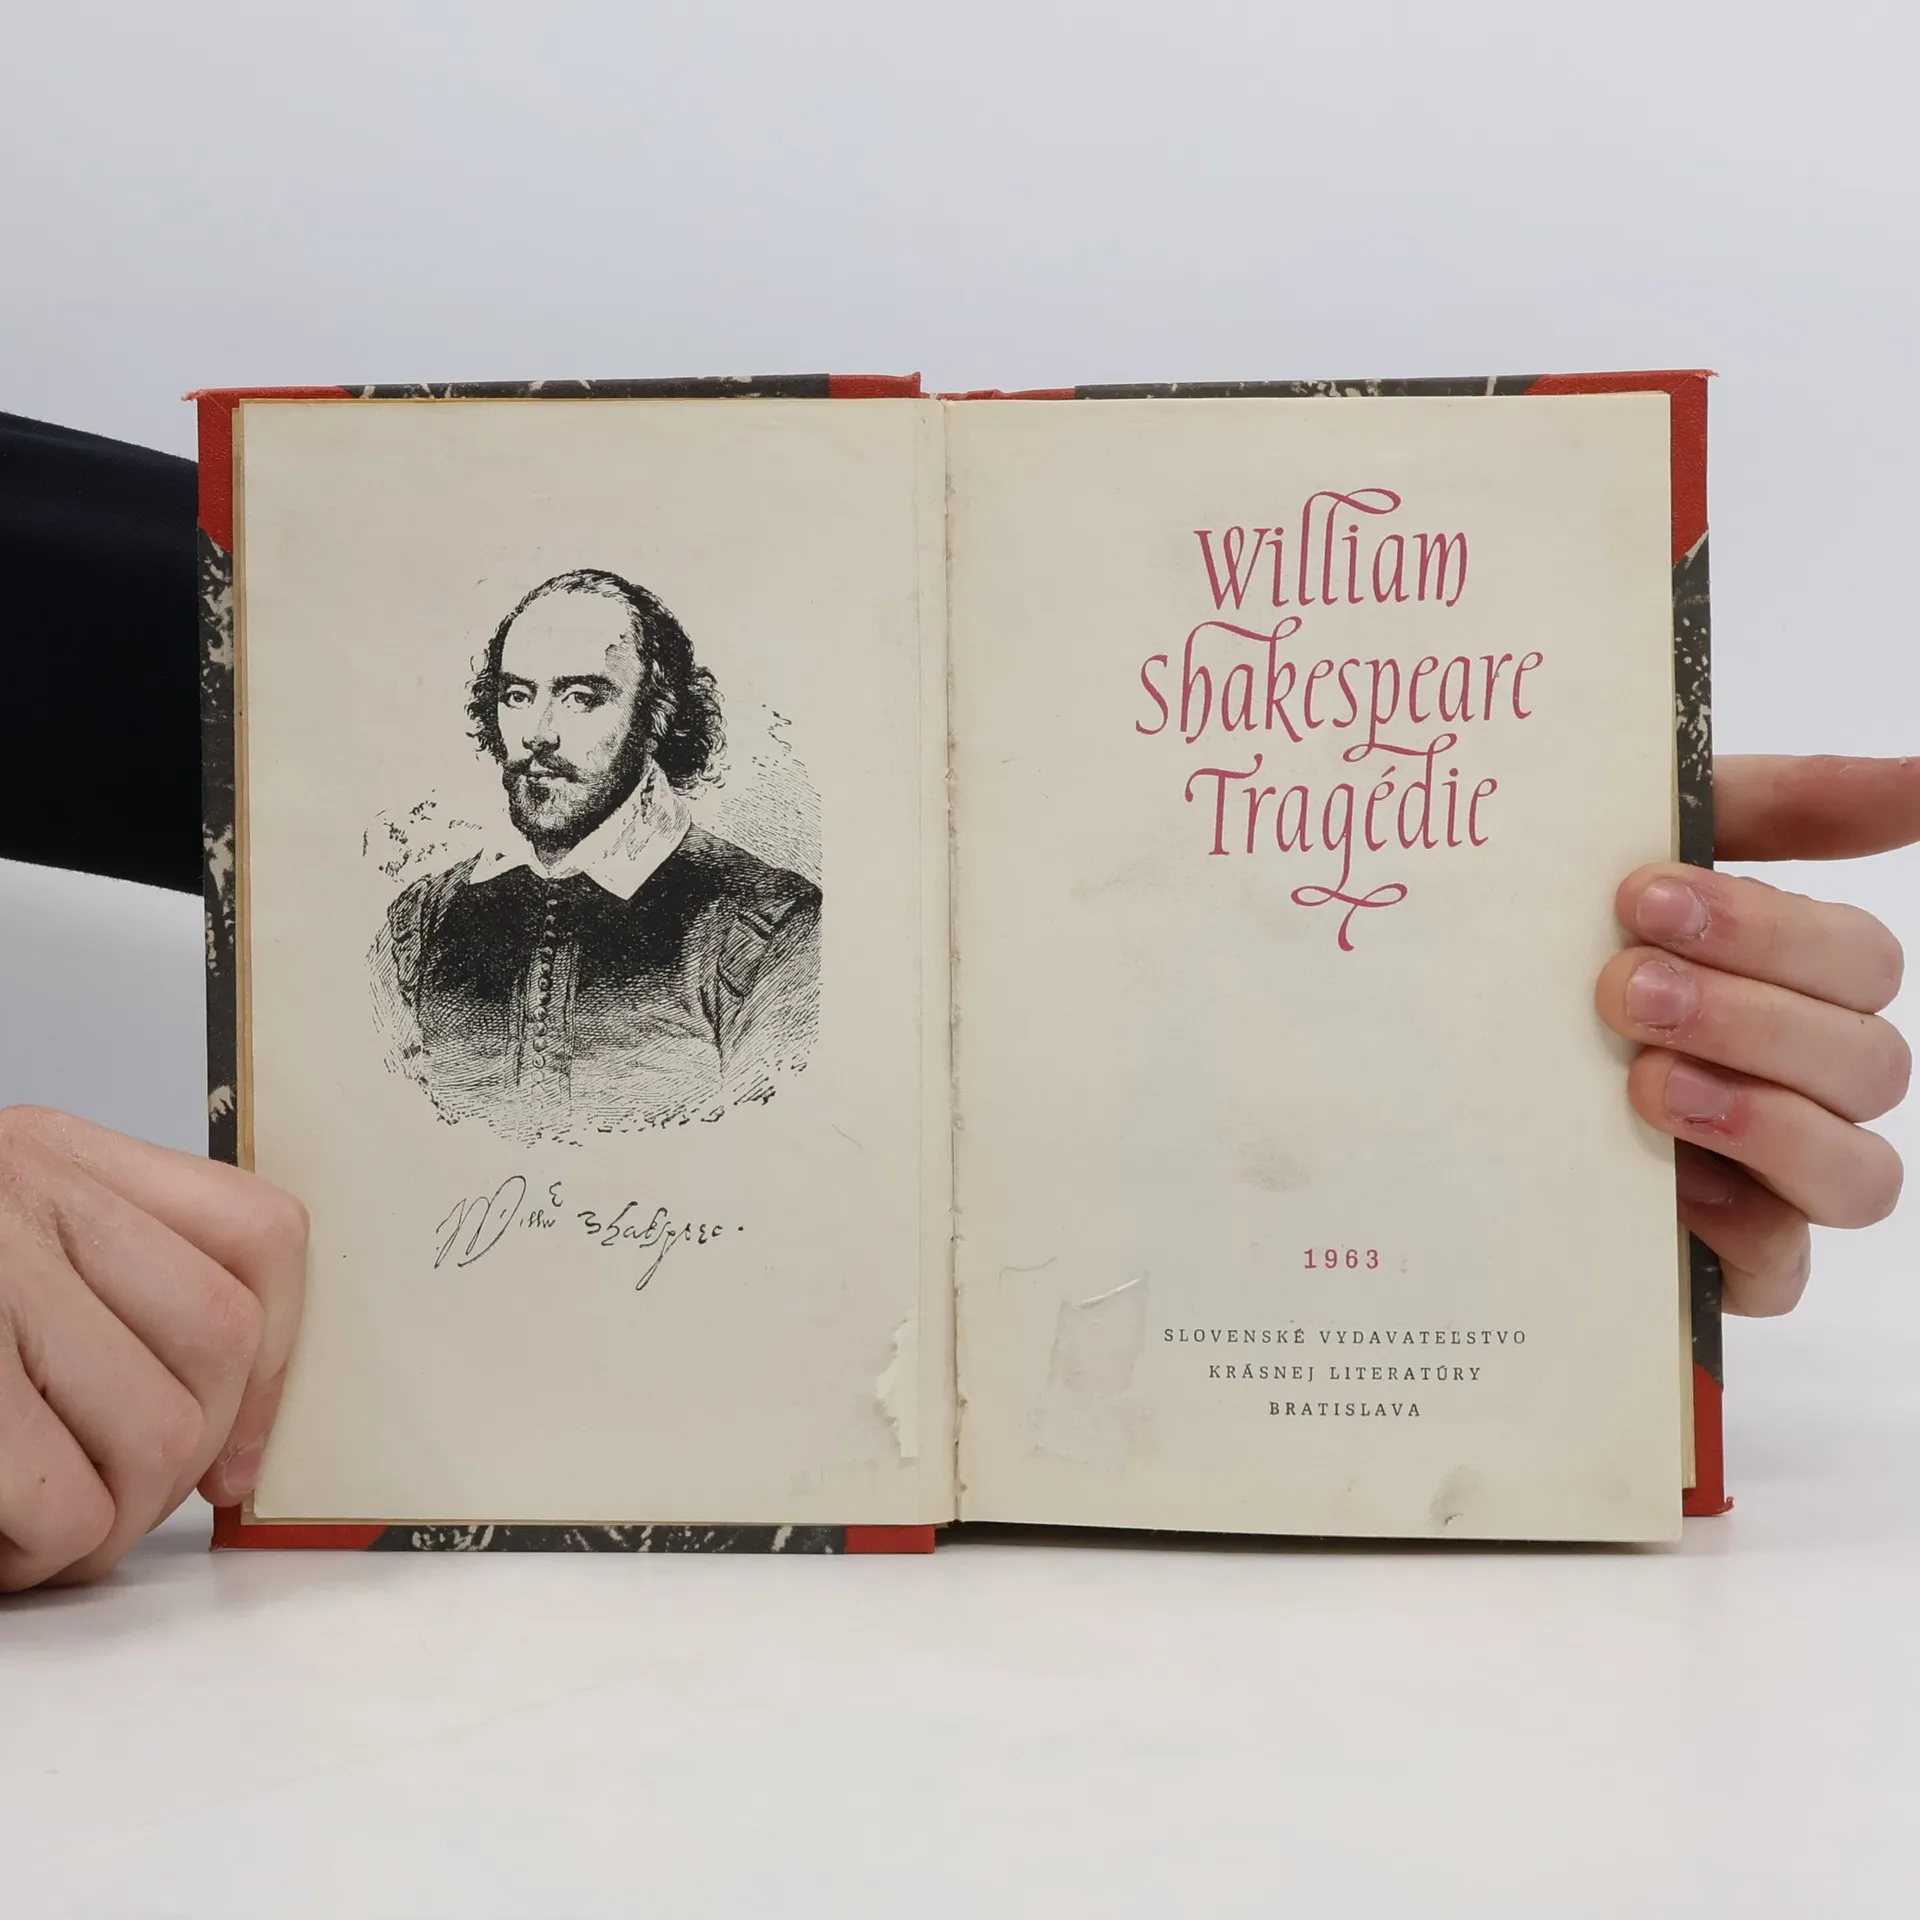 William
Shakespeare
Tragédie
1963
SLOVENSKÉ VYDAVATEĽSTVO
KRÁSNEJ LITERATÚRY
BRATISLAVA